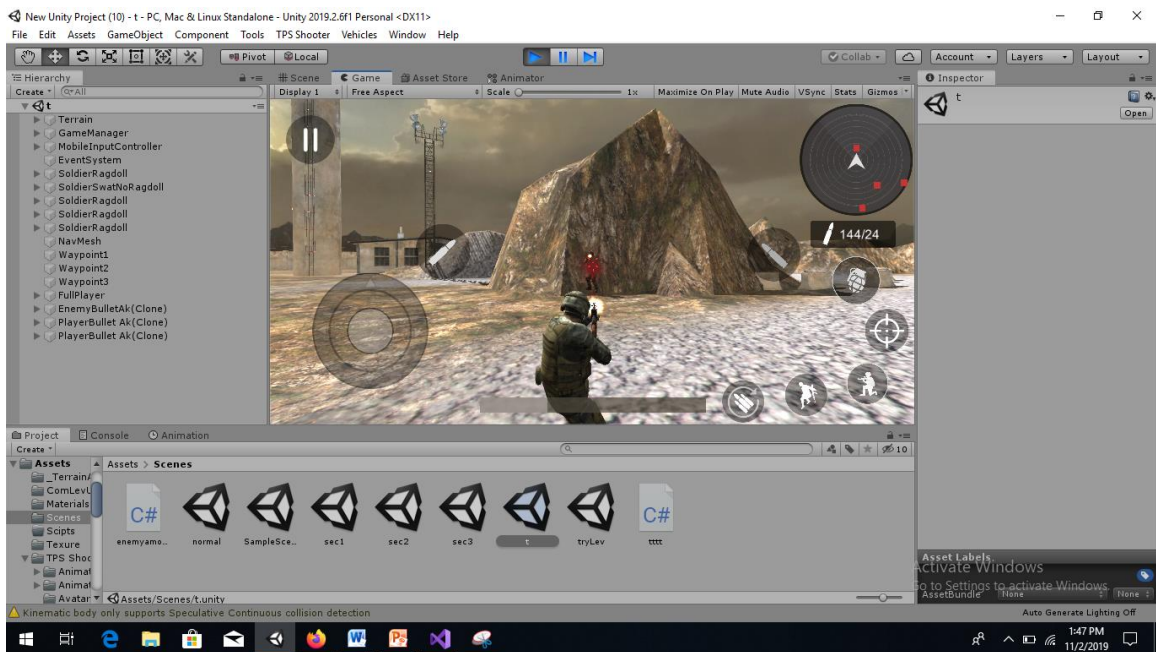 New Unity Project (10) - t - PC, Mac & Linux Standalone - Unity 2019.2.6f1 Personal <DX11>
File Edit Assets GameObject Component Tools TPS Shooter Vehicles Window Help
Pivot Local Collab Account Layers Layout
Hierarchy Scene Game Asset Store Animator Inspector
Create All Display 1 Free Aspect Scale 1x Maximize On Play Mute Audio VSync Stats Gizmos
t
t
Open
Terrain
GameManager
MobileInputController
EventSystem
SoldierRagdoll
SoldierSwatNoRagdoll
SoldierRagdoll
SoldierRagdoll
SoldierRagdoll
NavMesh
Waypoint1
Waypoint2
Waypoint3
FullPlayer
EnemyBulletAk(Clone)
PlayerBullet Ak(Clone)
PlayerBullet Ak(Clone)
144/24
Project Console Animation
Create 10
Assets Assets > Scenes
_TerrainA
ComLevU
Materials
Scenes
Scipts
Texure
TPS Shoo
Animat
Animat
Avatar
C# C#
enemyamo... normal SampleSce... sec1 sec2 sec3 t tryLev tttt
Assets/Scenes/t.unity
Asset Labels
Activate Windows
Go to Settings to activate Windows.
AssetBundle None None
Kinematic body only supports Speculative Continuous collision detection
Auto Generate Lighting Off
1:47 PM
11/2/2019